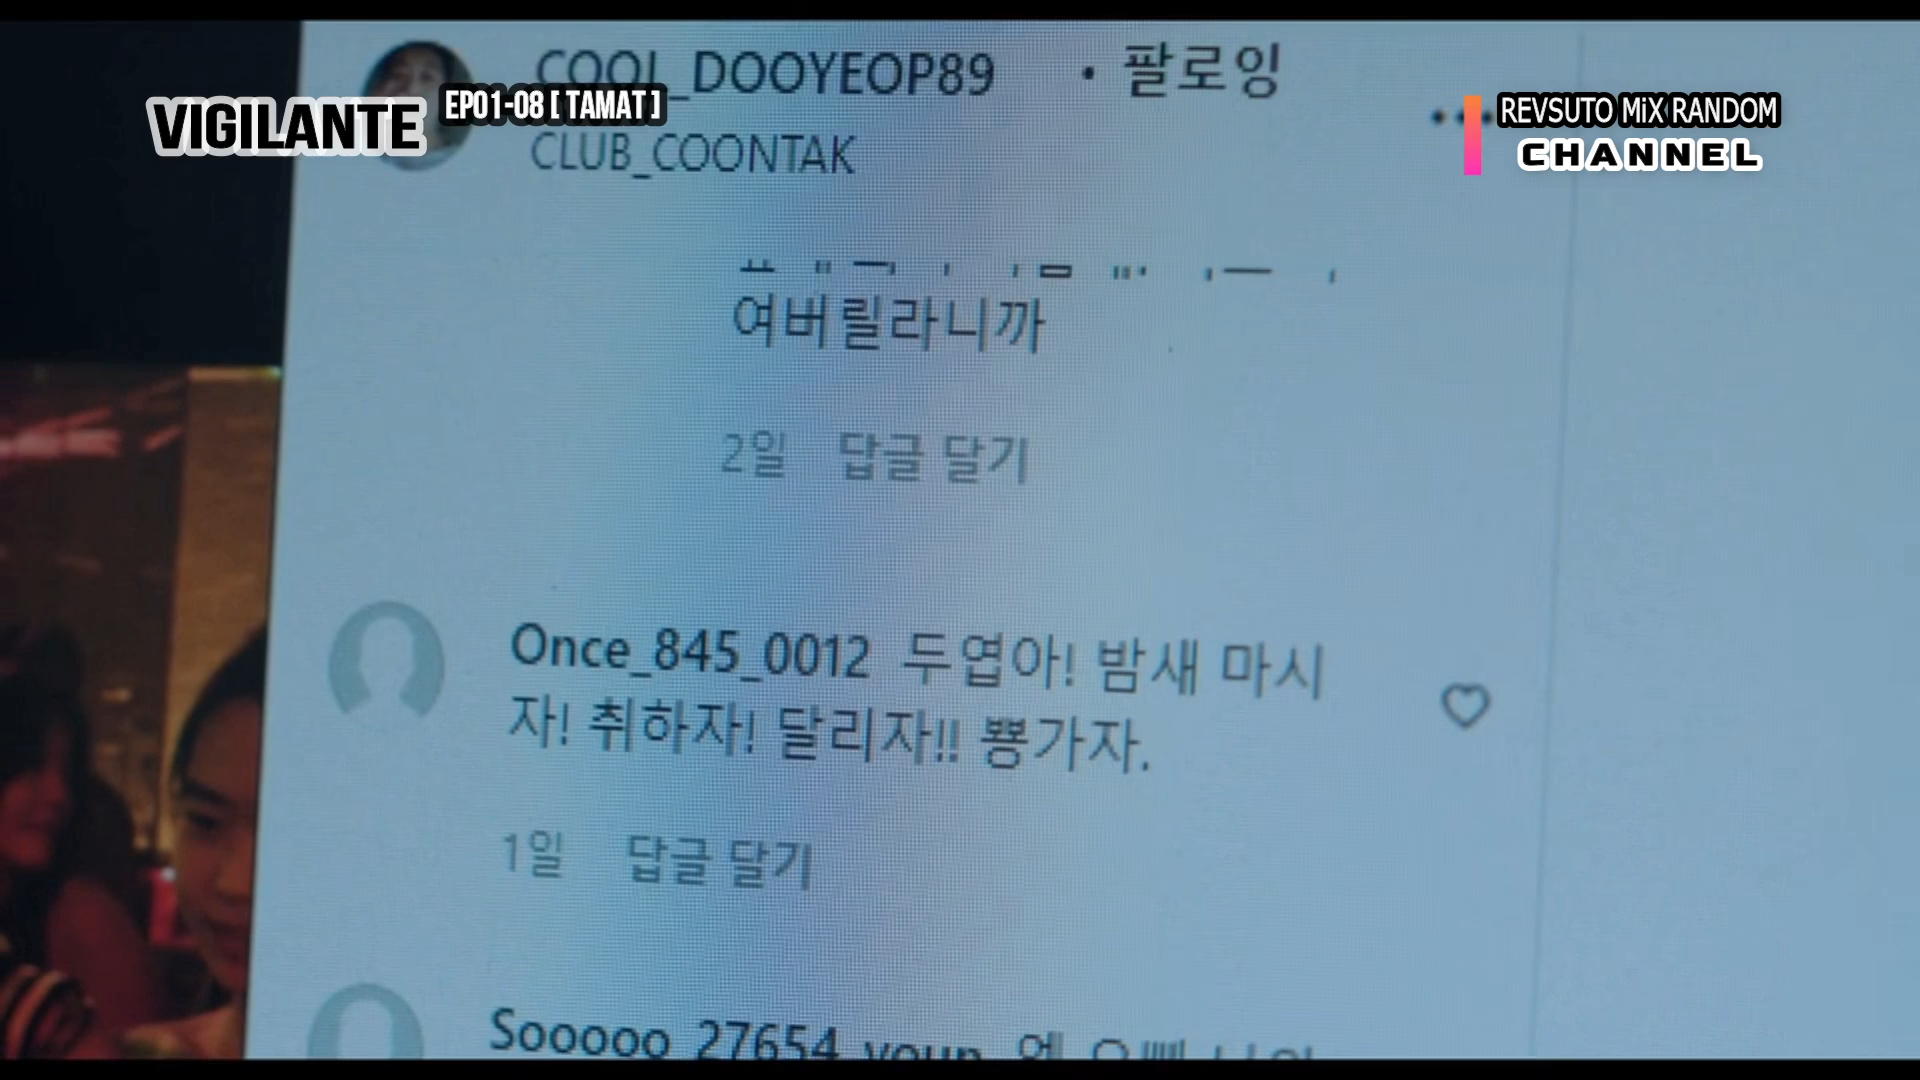 COOL_DOOYEOP89 • 팔로잉
VIGILANTE EP01-08 [ TAMAT ]
REVSUTO MiX RANDOM
CHANNEL
CLUB_COONTAK
여버릴라니까
2일 답글 달기
Once_845_0012 두엽아! 밤새 마시
자! 취하자! 달리자!! 뿅가자.
1일 답글 달기
Sooooo_27654_youn